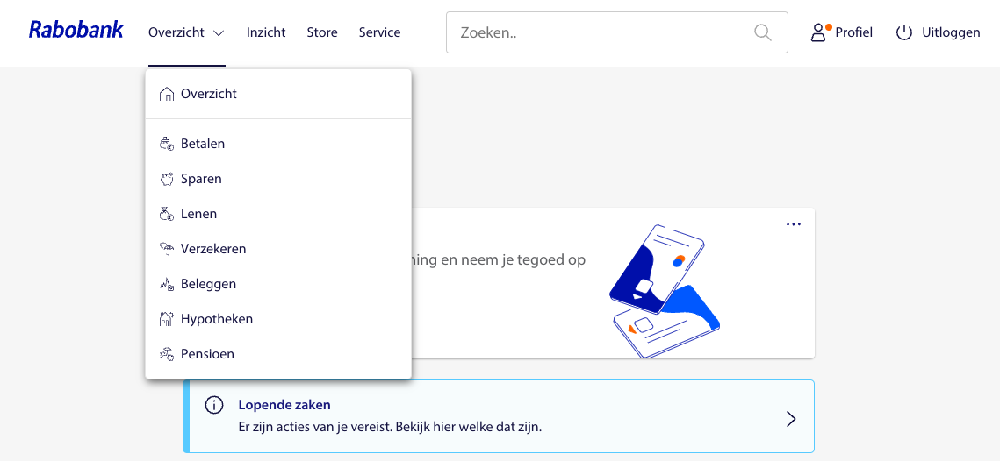 Rabobank
Overzicht
Inzicht
Store
Service
Zoeken..
Profiel
Uitloggen
Overzicht
Betalen
Sparen
Lenen
Verzekeren
Beleggen
Hypotheken
Pensioen
ning en neem je tegoed op
Lopende zaken
Er zijn acties van je vereist. Bekijk hier welke dat zijn.